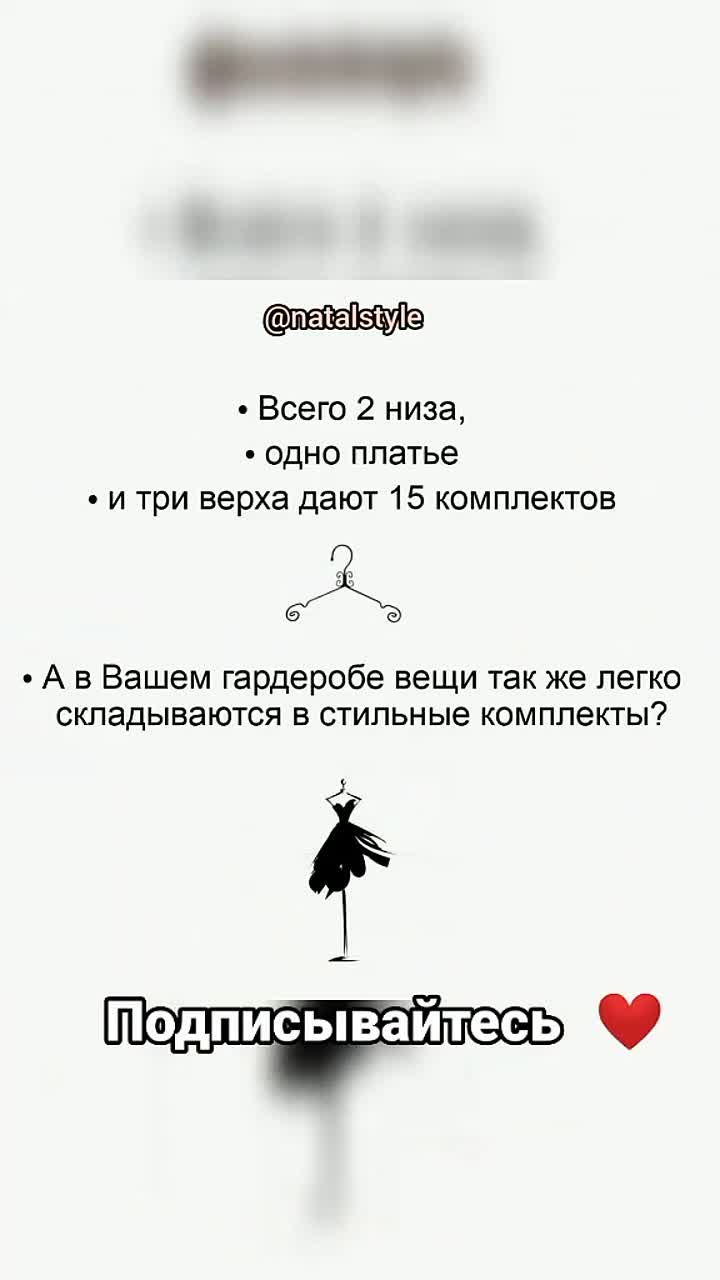 @natalstyle
• Всего 2 низа,
• одно платье
• и три верха дают 15 комплектов
• А в Вашем гардеробе вещи так же легко
складываются в стильные комплекты?
Подписывайтесь ❤️